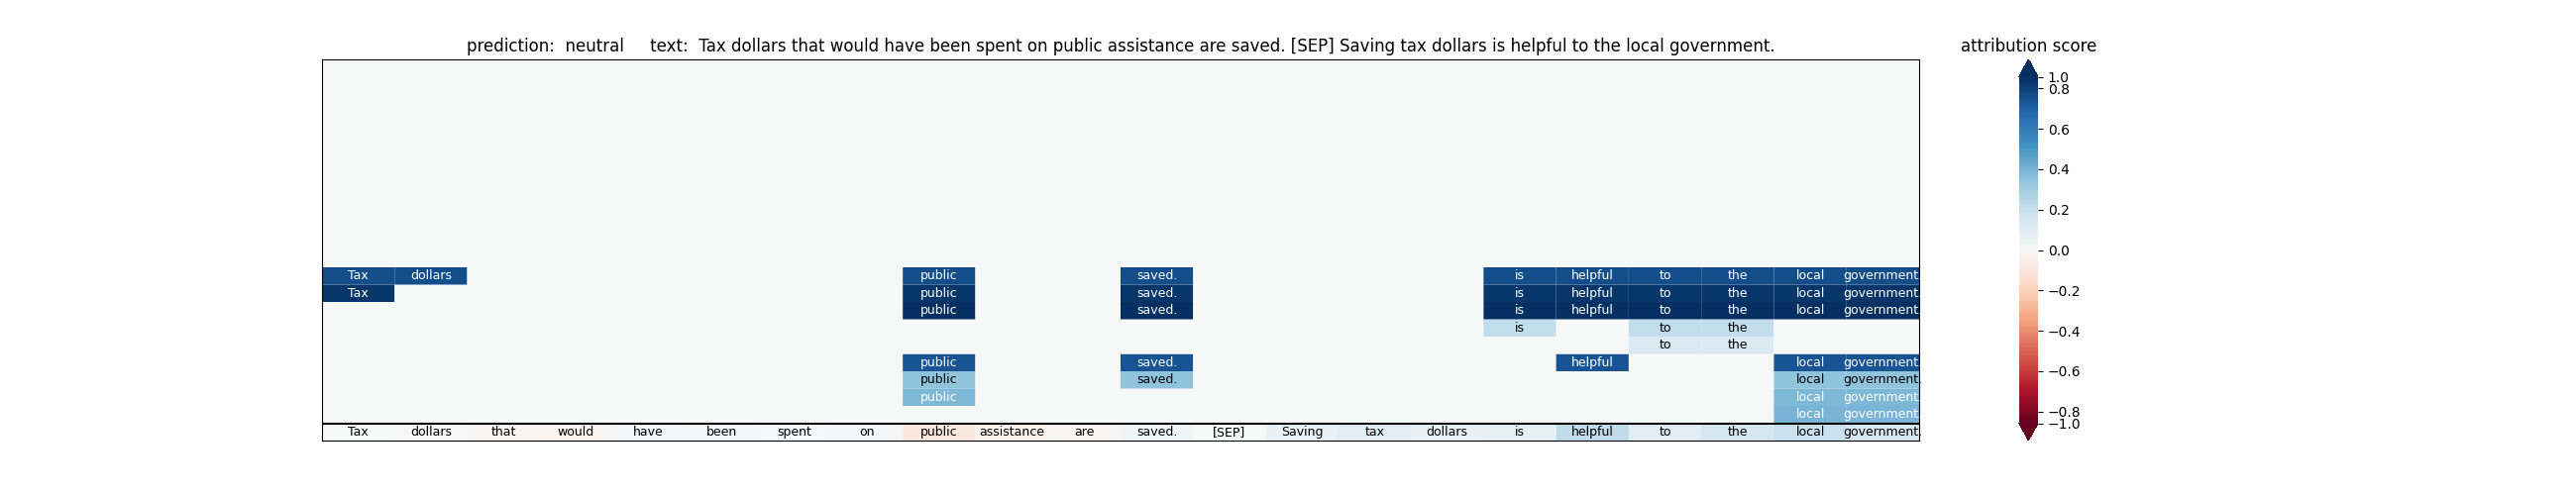 prediction: neutral text: Tax dollars that would have been spent on public assistance are saved. [SEP] Saving tax dollars is helpful to the local government.
attribution score
1.0
0.8
0.6
0.4
0.2
0.0
−0.2
−0.4
−0.6
−0.8
−1.0
Tax dollars public saved. is helpful to the local government.
Tax public saved. is helpful to the local government.
public saved. is helpful to the local government.
is to the
to the
public saved. helpful local government.
public saved. local government.
public local government.
local government.
Tax dollars that would have been spent on public assistance are saved. [SEP] Saving tax dollars is helpful to the local government.